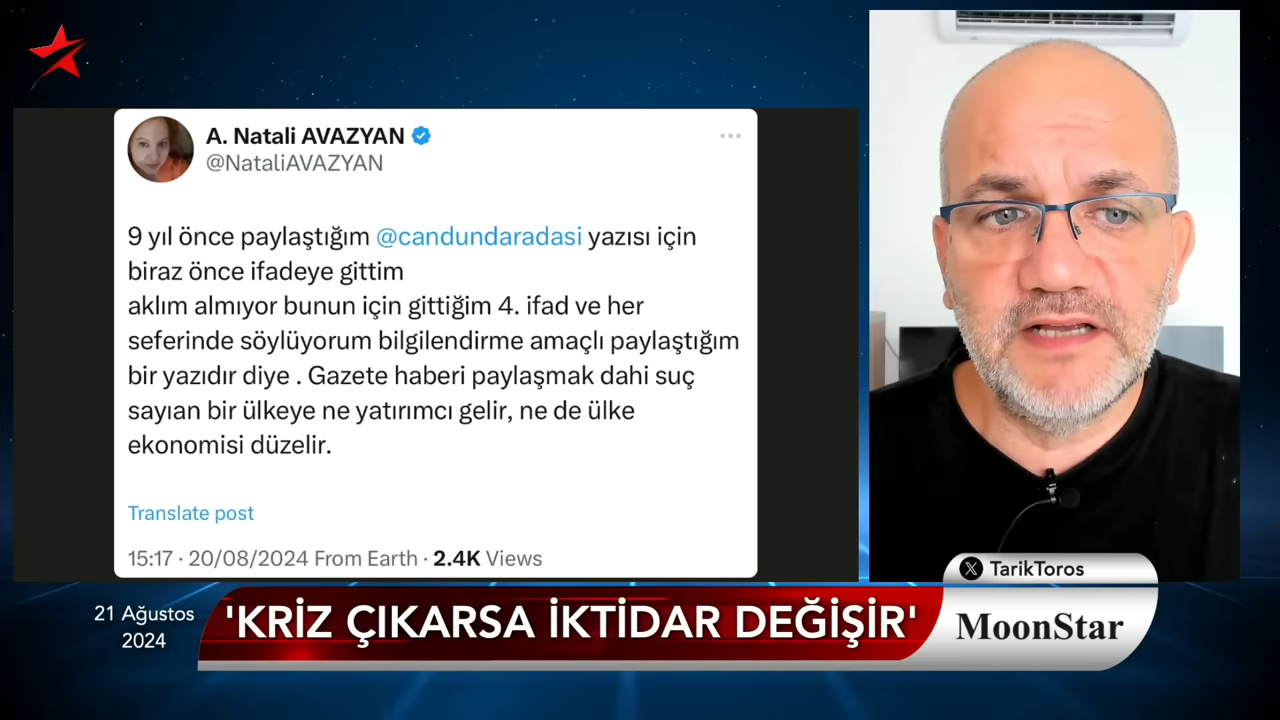 A. Natali AVAZYAN
@NataliAVAZYAN
9 yıl önce paylaştığım @candundaradasi yazısı için
biraz önce ifadeye gittim
aklım almıyor bunun için gittiğim 4. ifad ve her
seferinde söylüyorum bilgilendirme amaçlı paylaştığım
bir yazıdır diye . Gazete haberi paylaşmak dahi suç
sayıan bir ülkeye ne yatırımcı gelir, ne de ülke
ekonomisi düzelir.
Translate post
15:17 · 20/08/2024 From Earth · 2.4K Views
X TarikToros
21 Ağustos
2024
'KRİZ ÇIKARSA İKTİDAR DEĞİŞİR'
MoonStar